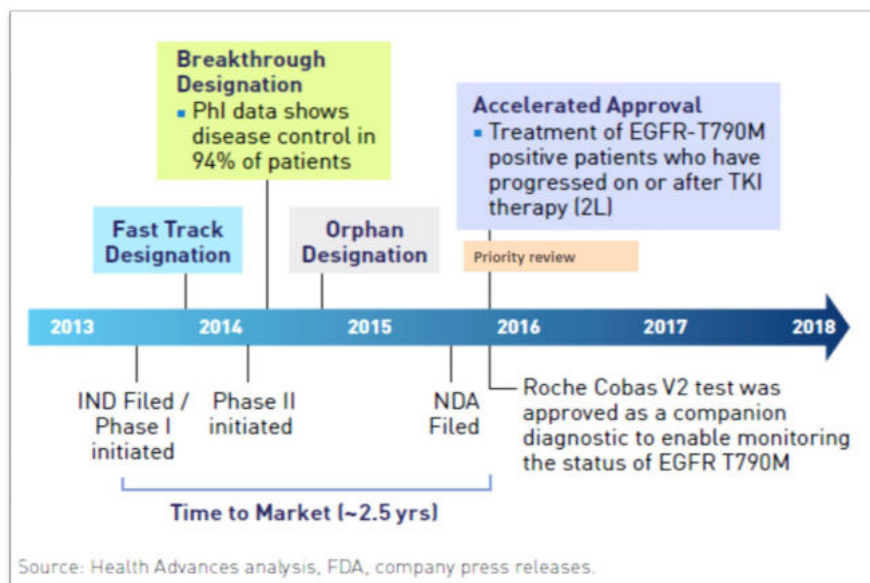 Breakthrough
Designation
▪ PhI data shows
disease control in
94% of patients
Accelerated Approval
▪ Treatment of EGFR-T790M
positive patients who have
progressed on or after TKI
therapy (2L)
Fast Track
Designation
Orphan
Designation
Priority review
2013 2014 2015 2016 2017 2018
IND Filed /
Phase I
initiated
Phase II
initiated
NDA
Filed
Roche Cobas V2 test was
approved as a companion
diagnostic to enable monitoring
the status of EGFR T790M
Time to Market (~2.5 yrs)
Source: Health Advances analysis, FDA, company press releases.